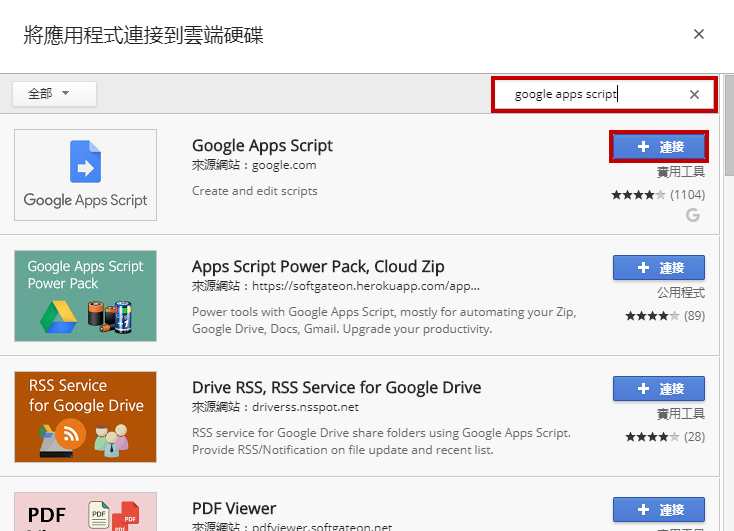 將應用程式連接到雲端硬碟
全部
google apps script
Google Apps Script
Google Apps Script
來源網站：google.com
Create and edit scripts
連接
實用工具
(1104)
G
Google Apps Script
Power Pack
Apps Script Power Pack, Cloud Zip
來源網站：https://softgateon.herokuapp.com/app...
Power tools with Google Apps Script, mostly for automating your Zip,
Google Drive, Docs, Gmail. Upgrade your productivity.
連接
公用程式
(89)
RSS Service
for Google Drive
Drive RSS, RSS Service for Google Drive
來源網站：driverss.nsspot.net
RSS service for Google Drive share folders using Google Apps Script.
Provide RSS/Notification on file update and recent list.
連接
實用工具
(28)
PDF
PDF
PDF
PDF Viewer
來源網站：pdfviewer.softgateon.net
連接